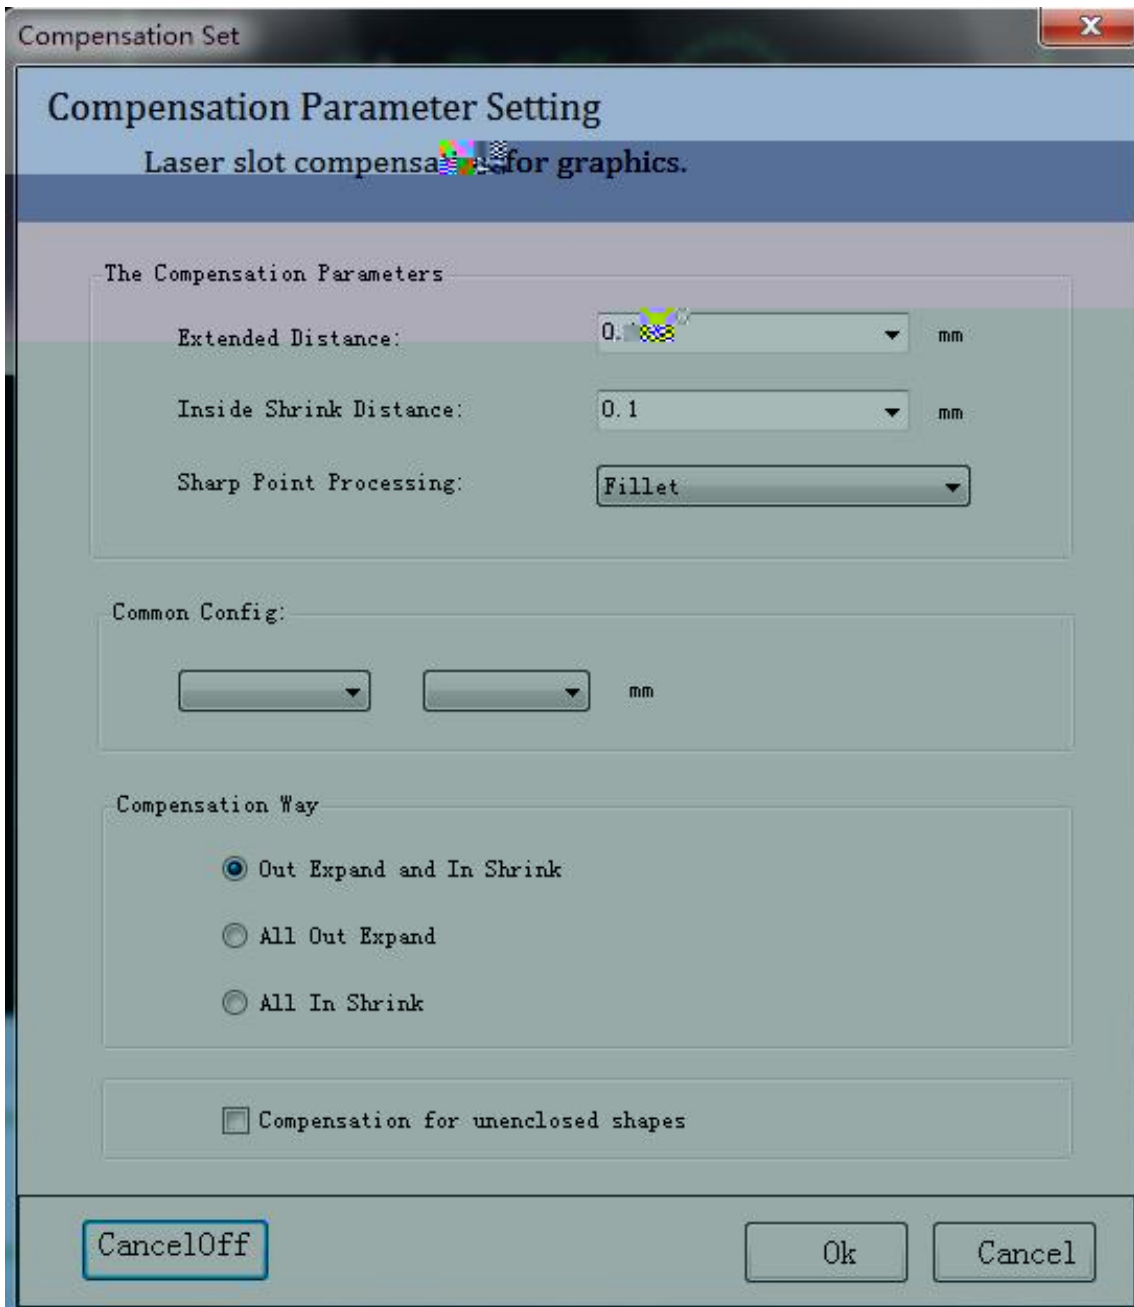 Compensation Set
Compensation Parameter Setting
Laser slot for graphics.
The Compensation Parameters
Extended Distance: mm
Inside Shrink Distance: 0.1 mm
Sharp Point Processing: Fillet
Common Config:
mm
Compensation Way
Out Expand and In Shrink
All Out Expand
All In Shrink
Compensation for unenclosed shapes
CancelOff Ok Cancel